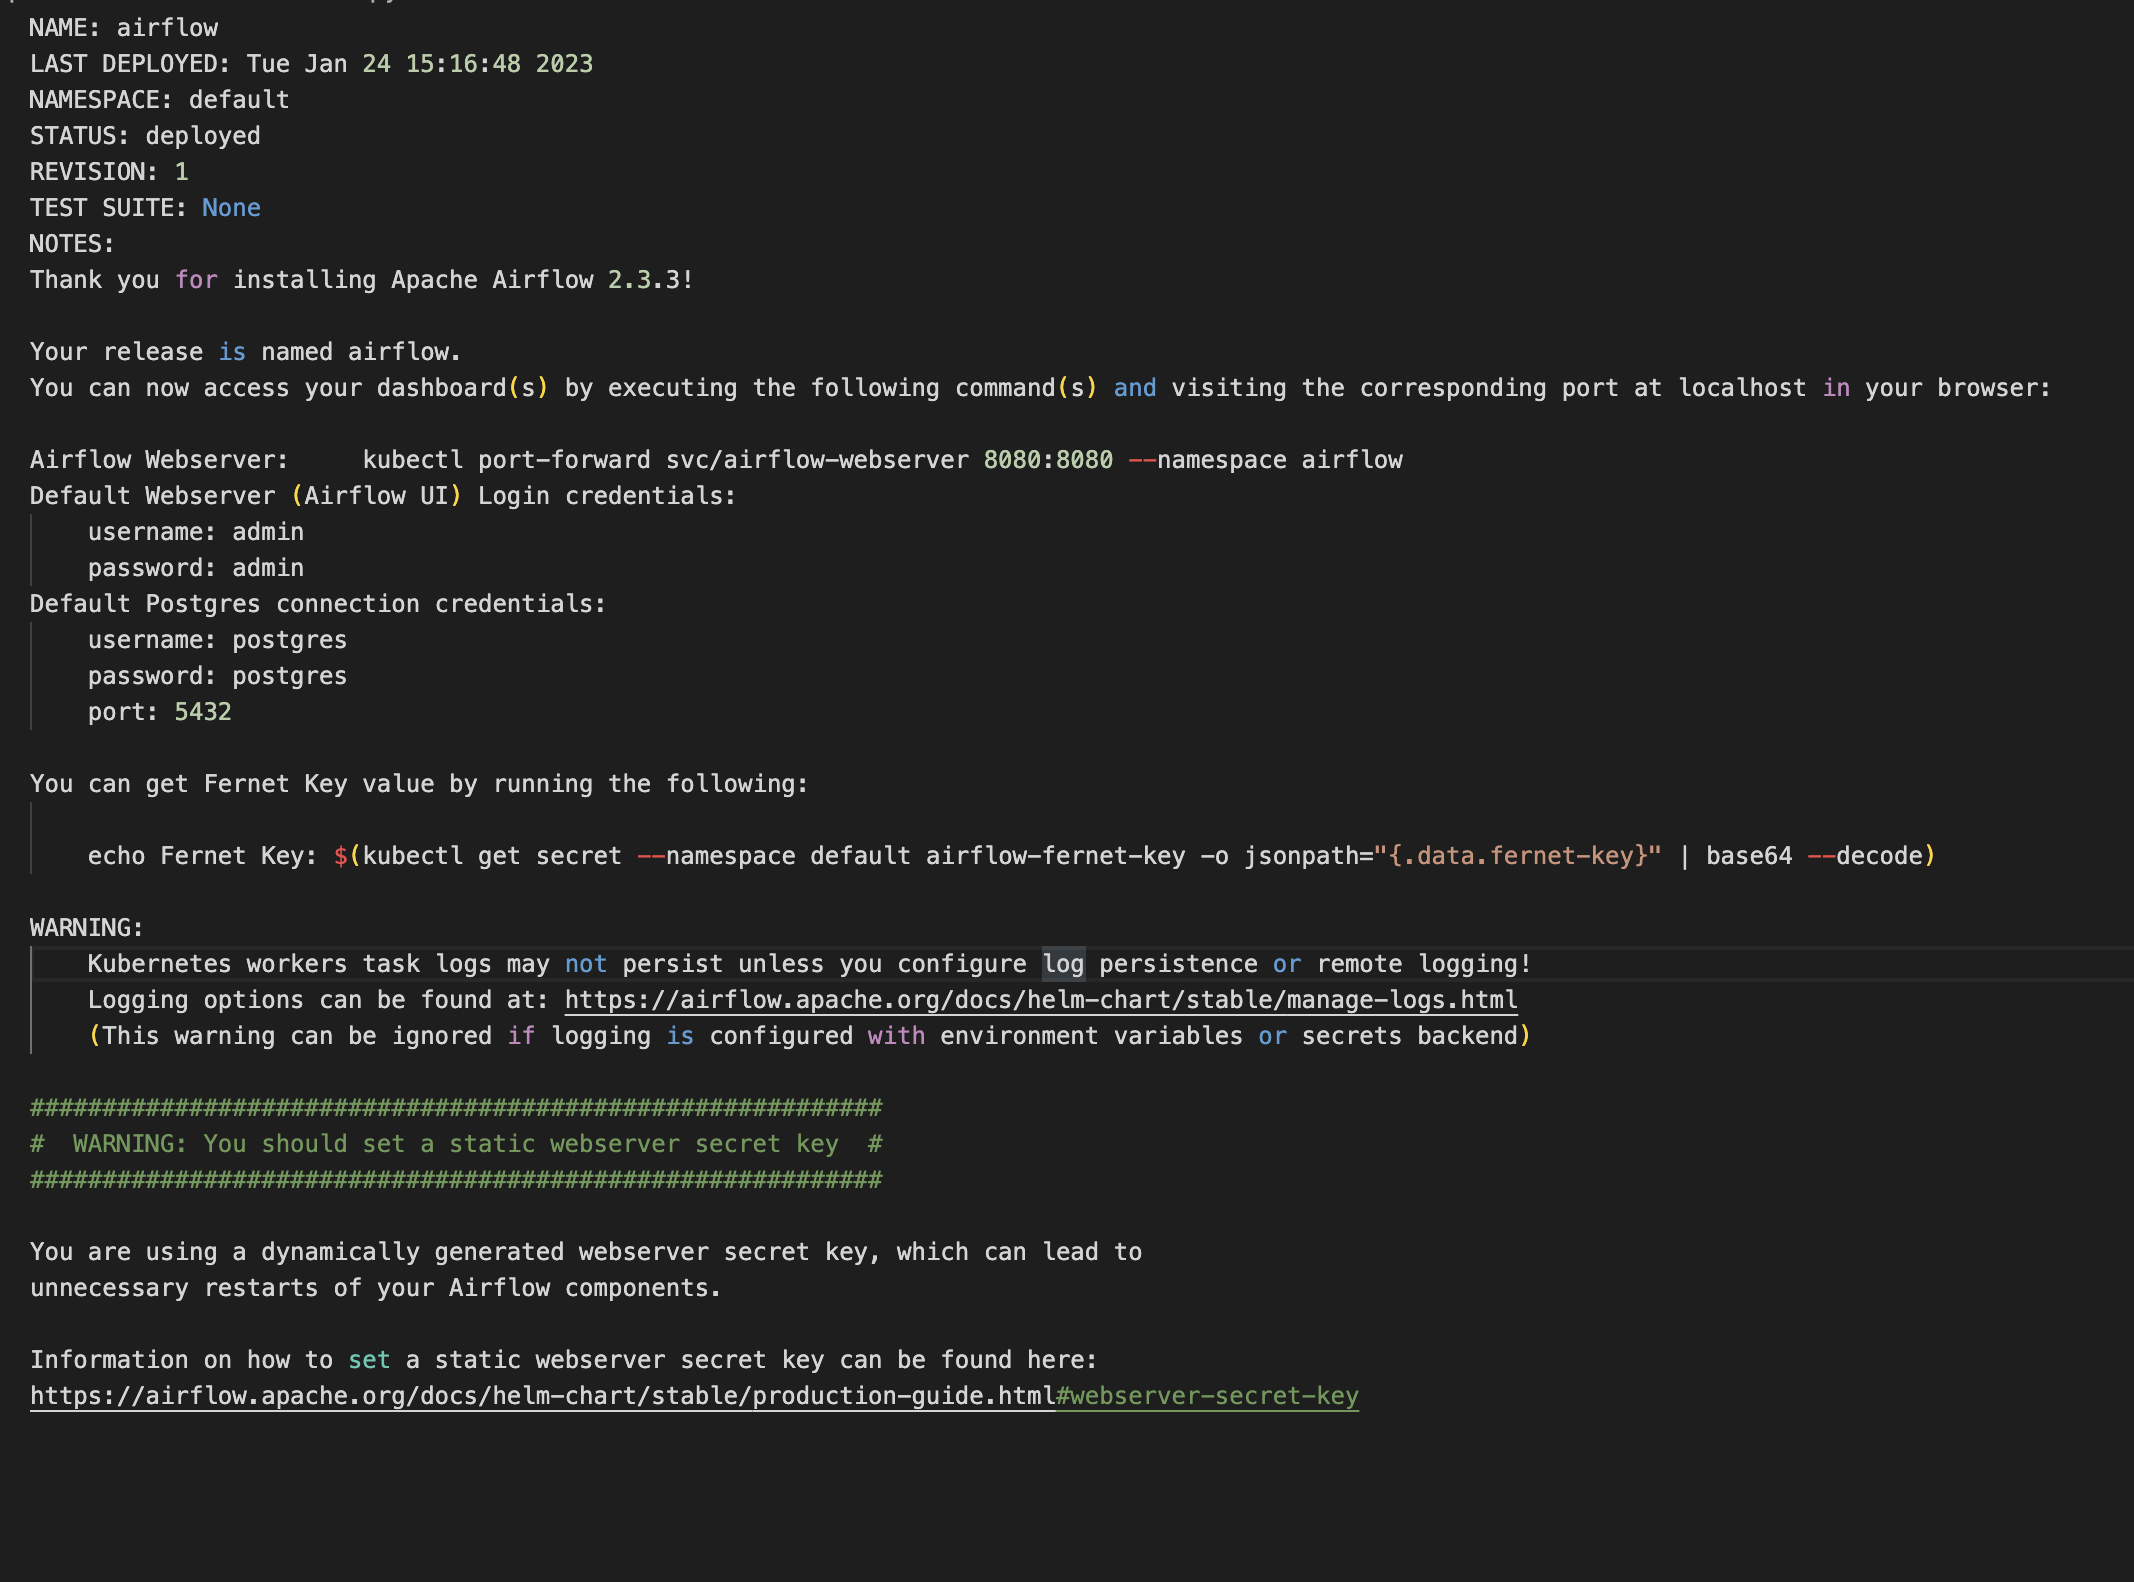 NAME: airflow
LAST DEPLOYED: Tue Jan 24 15:16:48 2023
NAMESPACE: default
STATUS: deployed
REVISION: 1
TEST SUITE: None
NOTES:
Thank you for installing Apache Airflow 2.3.3!
Your release is named airflow.
You can now access your dashboard(s) by executing the following command(s) and visiting the corresponding port at localhost in your browser:
Airflow Webserver:     kubectl port-forward svc/airflow-webserver 8080:8080 --namespace airflow
Default Webserver (Airflow UI) Login credentials:
    username: admin
    password: admin
Default Postgres connection credentials:
    username: postgres
    password: postgres
    port: 5432
You can get Fernet Key value by running the following:
    echo Fernet Key: $(kubectl get secret --namespace default airflow-fernet-key -o jsonpath="{.data.fernet-key}" | base64 --decode)
WARNING:
    Kubernetes workers task logs may not persist unless you configure log persistence or remote logging!
    Logging options can be found at: https://airflow.apache.org/docs/helm-chart/stable/manage-logs.html
    (This warning can be ignored if logging is configured with environment variables or secrets backend)
###########################################################
#  WARNING: You should set a static webserver secret key  #
###########################################################
You are using a dynamically generated webserver secret key, which can lead to
unnecessary restarts of your Airflow components.
Information on how to set a static webserver secret key can be found here:
https://airflow.apache.org/docs/helm-chart/stable/production-guide.html#webserver-secret-key